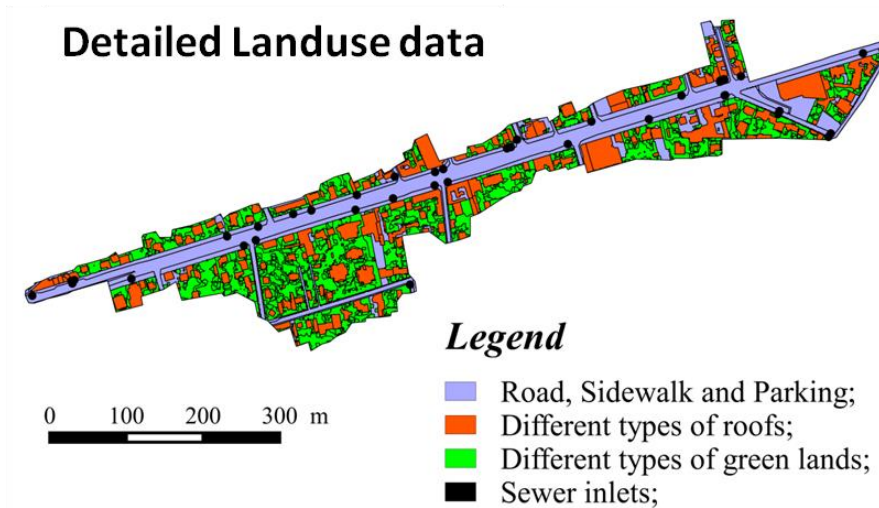 Detailed Landuse data
Legend
Road, Sidewalk and Parking;
0 100 200 300 m
Different types of roofs;
Different types of green lands;
Sewer inlets;